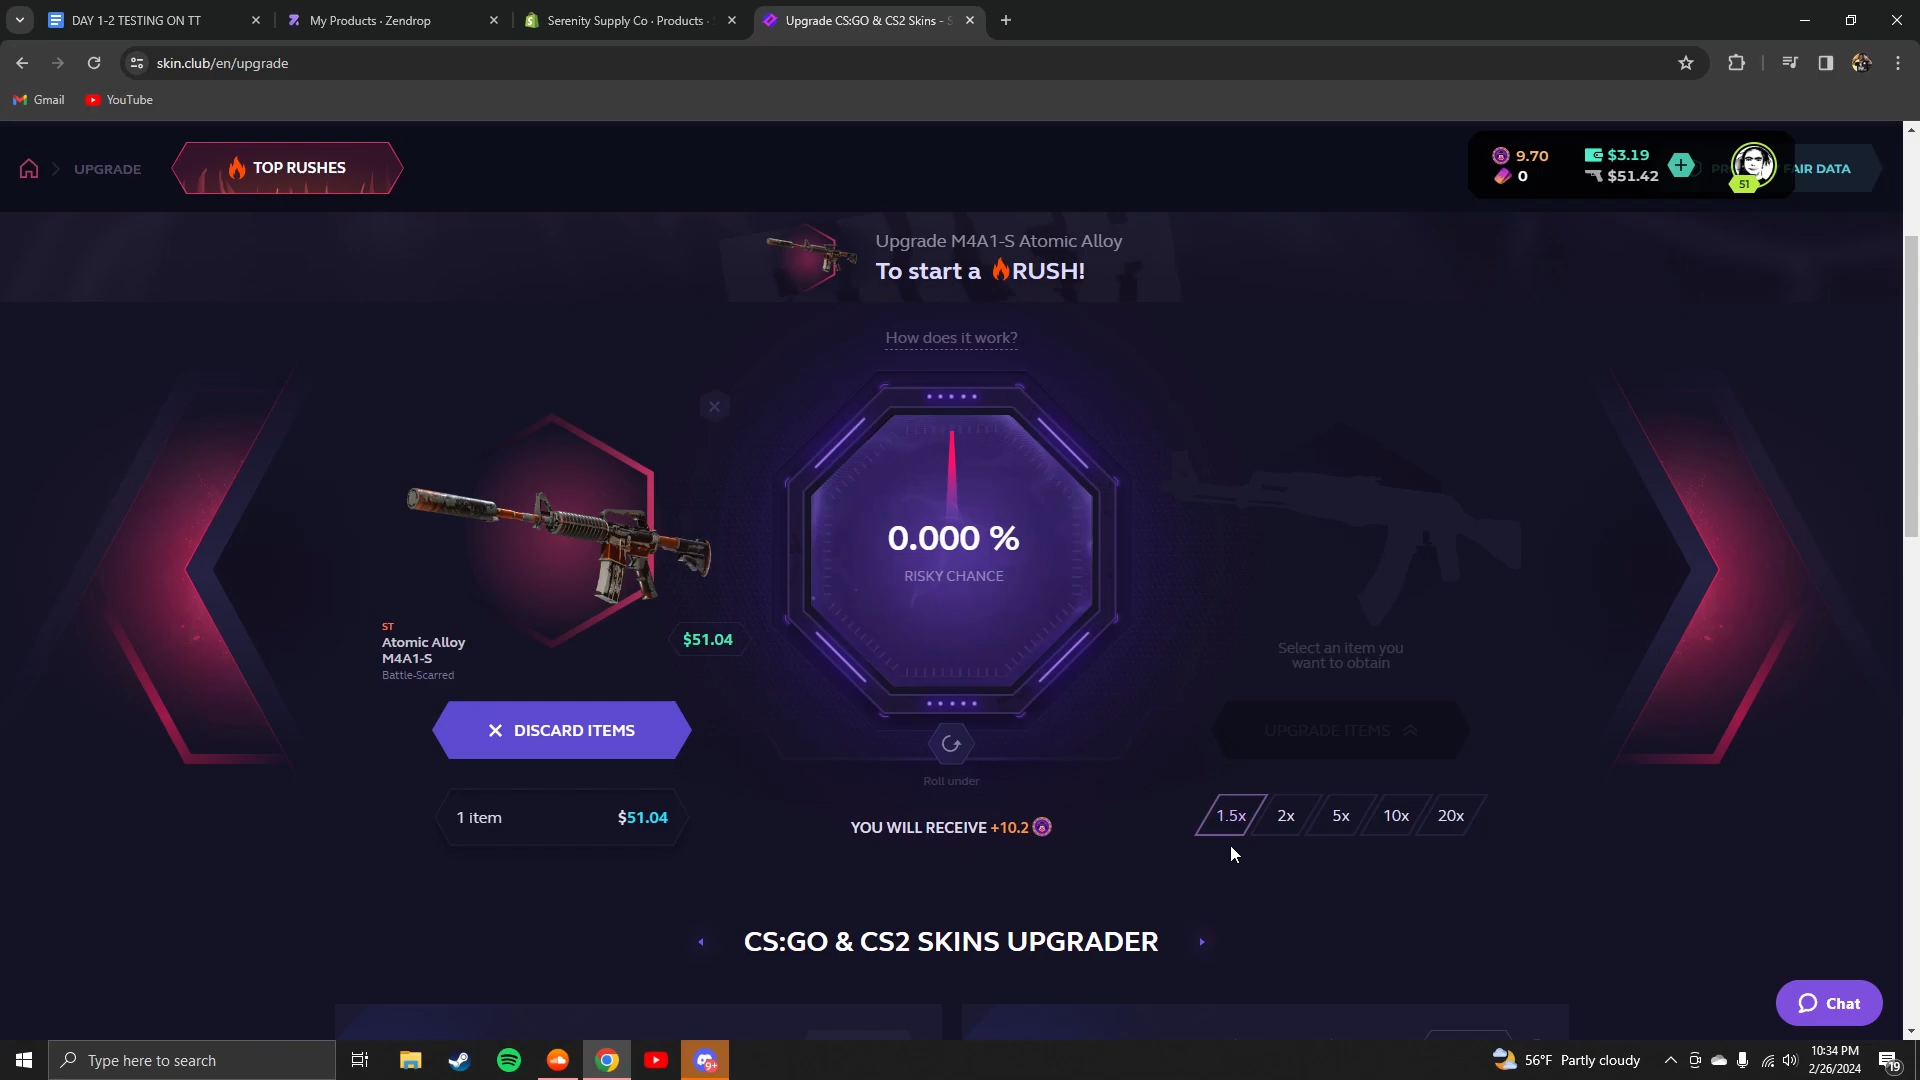 DAY 1-2 TESTING ON TT
My Products · Zendrop
Serenity Supply Co · Products ·
Upgrade CS:GO & CS2 Skins - S
skin.club/en/upgrade
Gmail
YouTube
UPGRADE
TOP RUSHES
9.70
$3.19
0
$51.42
51
FAIR DATA
Upgrade M4A1-S Atomic Alloy
To start a RUSH!
How does it work?
0.000 %
RISKY CHANCE
ST
Atomic Alloy
M4A1-S
Battle-Scarred
$51.04
Select an item you
want to obtain
DISCARD ITEMS
UPGRADE ITEMS
Roll under
1 item
$51.04
YOU WILL RECEIVE +10.2
1.5x
2x
5x
10x
20x
CS:GO & CS2 SKINS UPGRADER
Chat
Type here to search
9+
56°F Partly cloudy
10:34 PM
2/26/2024
19